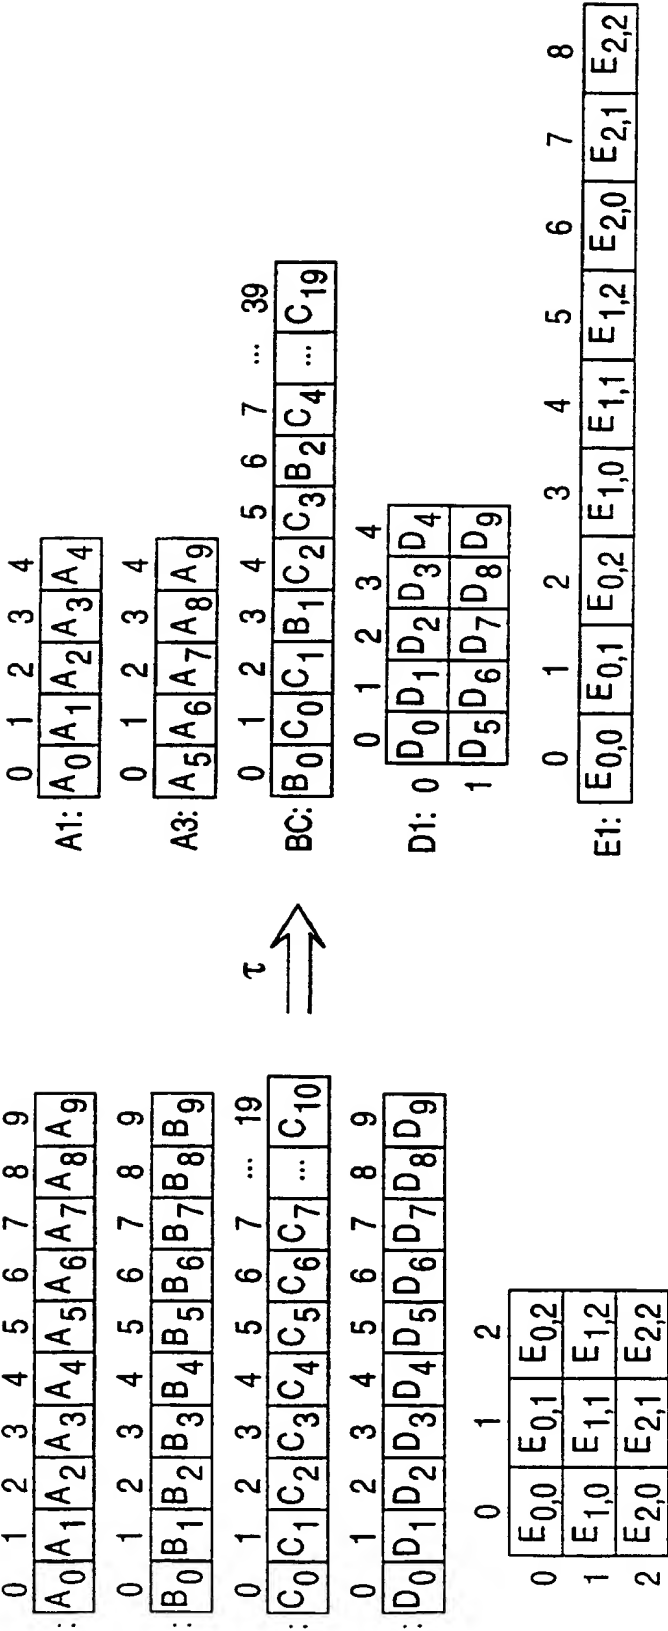 0 1 2 3 4 5 6 7 8 9
: A0 A1 A2 A3 A4 A5 A6 A7 A8 A9
0 1 2 3 4 5 6 7 8 9
: B0 B1 B2 B3 B4 B5 B6 B7 B8 B9
0 1 2 3 4 5 6 7 ... 19
: C0 C1 C2 C3 C4 C5 C6 C7 ... C10
0 1 2 3 4 5 6 7 8 9
: D0 D1 D2 D3 D4 D5 D6 D7 D8 D9
0 1 2
0 E0,0 E0,1 E0,2
1 E1,0 E1,1 E1,2
2 E2,0 E2,1 E2,2
τ
0 1 2 3 4
A1: A0 A1 A2 A3 A4
0 1 2 3 4
A3: A5 A6 A7 A8 A9
0 1 2 3 4 5 6 7 ... 39
BC: B0 C0 C1 B1 C2 C3 B2 C4 ... C19
0 1 2 3 4
D1: 0 D0 D1 D2 D3 D4
1 D5 D6 D7 D8 D9
0 1 2 3 4 5 6 7 8
E1: E0,0 E0,1 E0,2 E1,0 E1,1 E1,2 E2,0 E2,1 E2,2